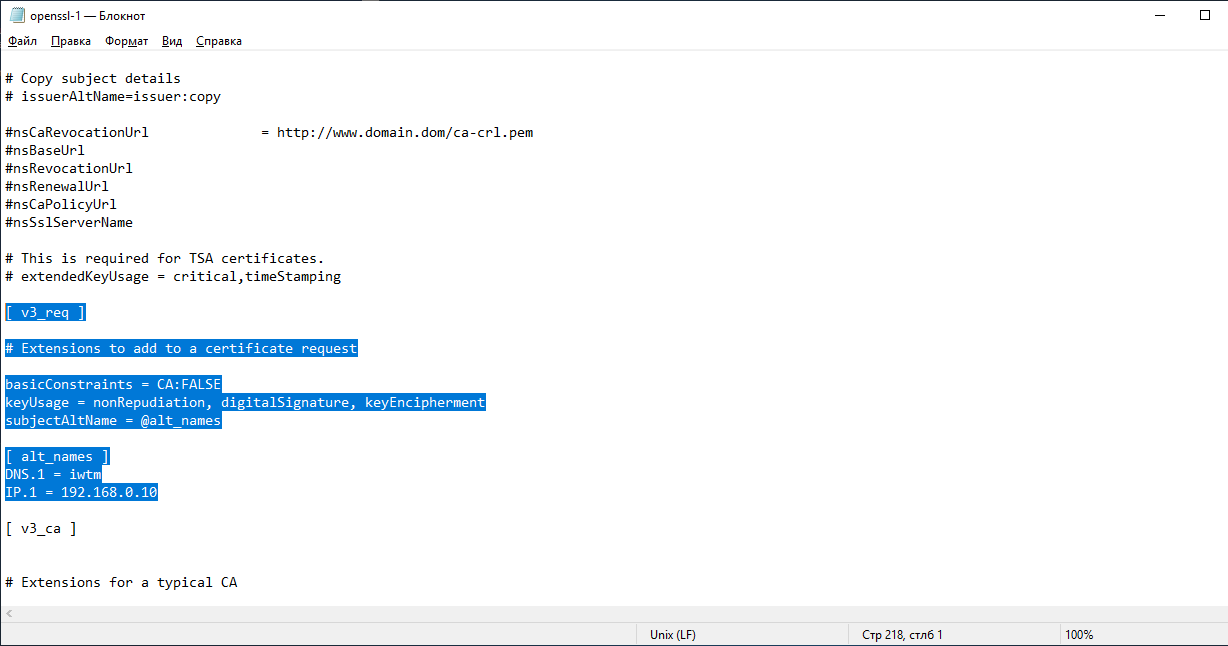 openssl-1 — Блокнот
Файл Правка Формат Вид Справка
# Copy subject details
# issuerAltName=issuer:copy
#nsCaRevocationUrl = http://www.domain.dom/ca-crl.pem
#nsBaseUrl
#nsRevocationUrl
#nsRenewalUrl
#nsCaPolicyUrl
#nsSslServerName
# This is required for TSA certificates.
# extendedKeyUsage = critical,timeStamping
[ v3_req ]
# Extensions to add to a certificate request
basicConstraints = CA:FALSE
keyUsage = nonRepudiation, digitalSignature, keyEncipherment
subjectAltName = @alt_names
[ alt_names ]
DNS.1 = iwtm
IP.1 = 192.168.0.10
[ v3_ca ]
# Extensions for a typical CA
Unix (LF) Стр 218, стлб 1 100%